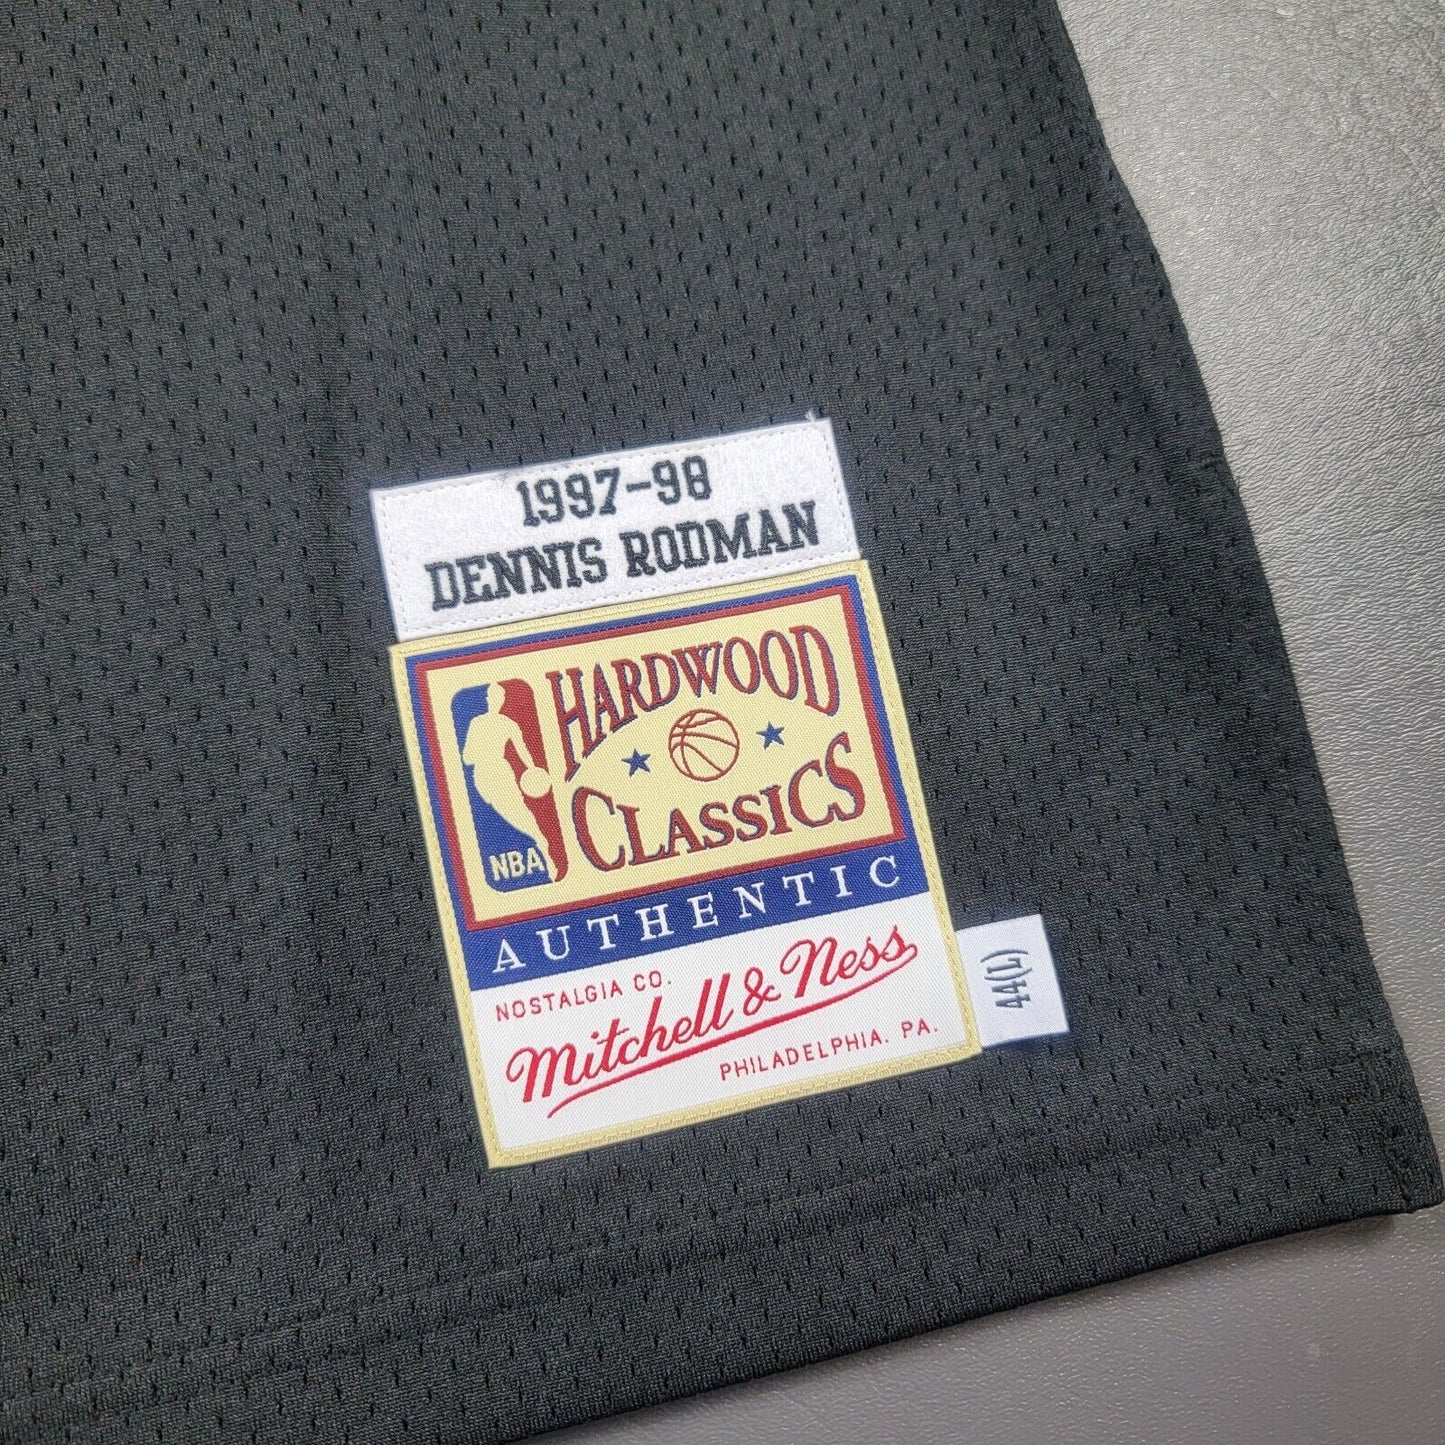 1997-98
DENNIS RODMAN
HARDWOOD
CLASSICS
NBA
AUTHENTIC
NOSTALGIA CO.
Mitchell & Ness
PHILADELPHIA. PA.
44(L)